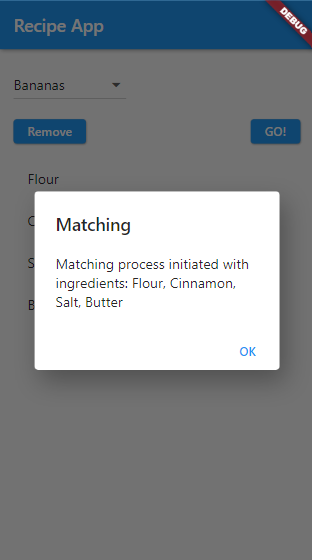 Recipe App
DEBUG
Bananas
Remove
GO!
Flour
C
S
B
Matching
Matching process initiated with
ingredients: Flour, Cinnamon,
Salt, Butter
OK